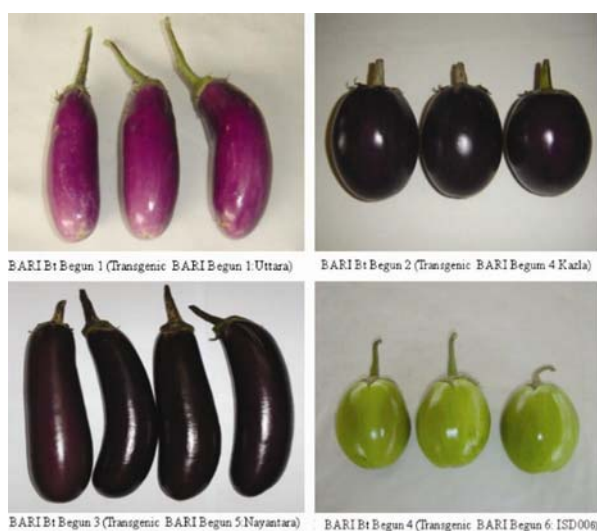 BARI Bt Begun 1 (Transgenic BARI Begun 1:Uttara)
BARI Bt Begun 2 (Transgenic BARI Begum 4:Kazla)
BARI Bt Begun 3 (Transgenic BARI Begun 5:Nayantara)
BARI Bt Begun 4 (Transgenic BARI Begun 6: ISD006)